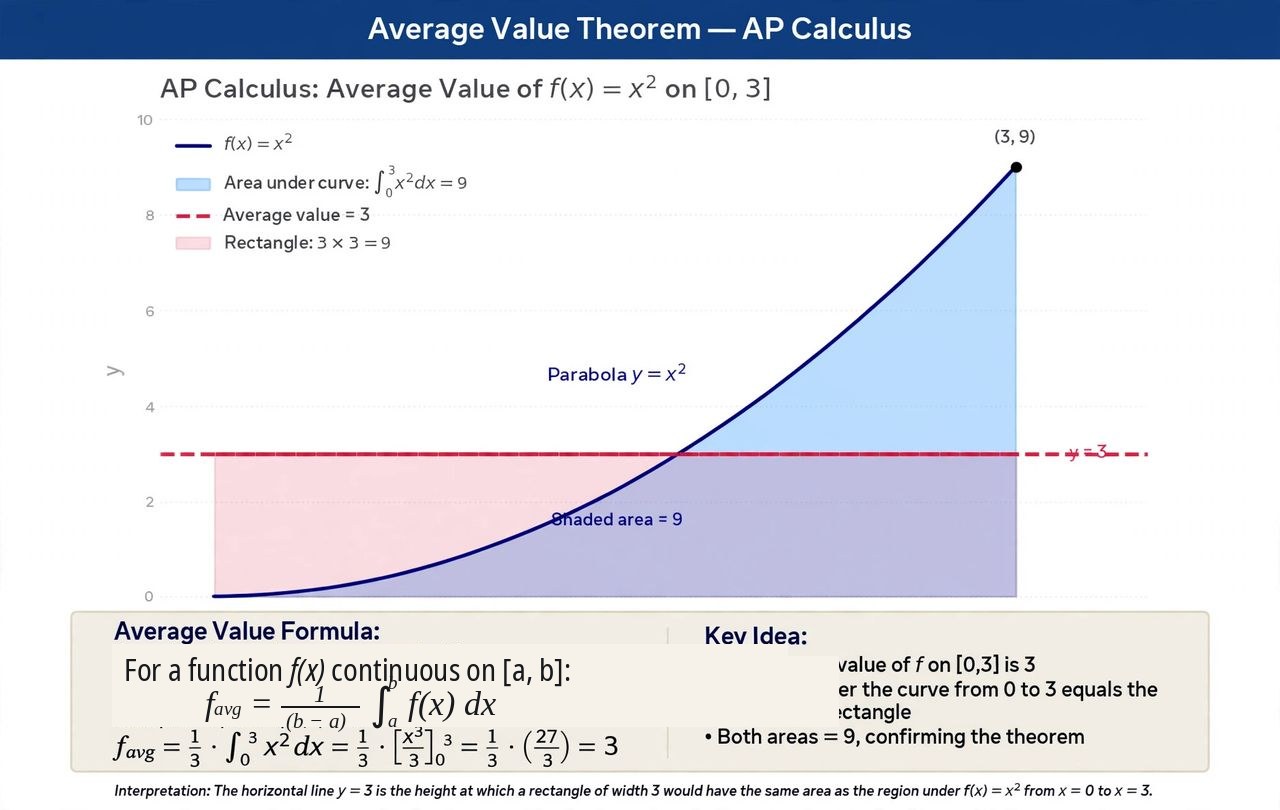 Average Value Theorem — AP Calculus
AP Calculus: Average Value of f(x) = x² on [0, 3]
10
(3, 9)
f(x) = x²
Area under curve: ∫₀³ x² dx = 9
8
Average value = 3
Rectangle: 3 × 3 = 9
6
y
Parabola y = x²
4
y = 3
2
Shaded area = 9
0
Average Value Formula:
For a function f(x) continuous on [a, b]:
f_avg = 1/(b − a) ∫ₐᵇ f(x) dx
f_avg = 1/3 · ∫₀³ x² dx = 1/3 · [x³/3]₀³ = 1/3 · (27/3) = 3
Key Idea:
value of f on [0,3] is 3
er the curve from 0 to 3 equals the
ectangle
• Both areas = 9, confirming the theorem
Interpretation: The horizontal line y = 3 is the height at which a rectangle of width 3 would have the same area as the region under f(x) = x² from x = 0 to x = 3.